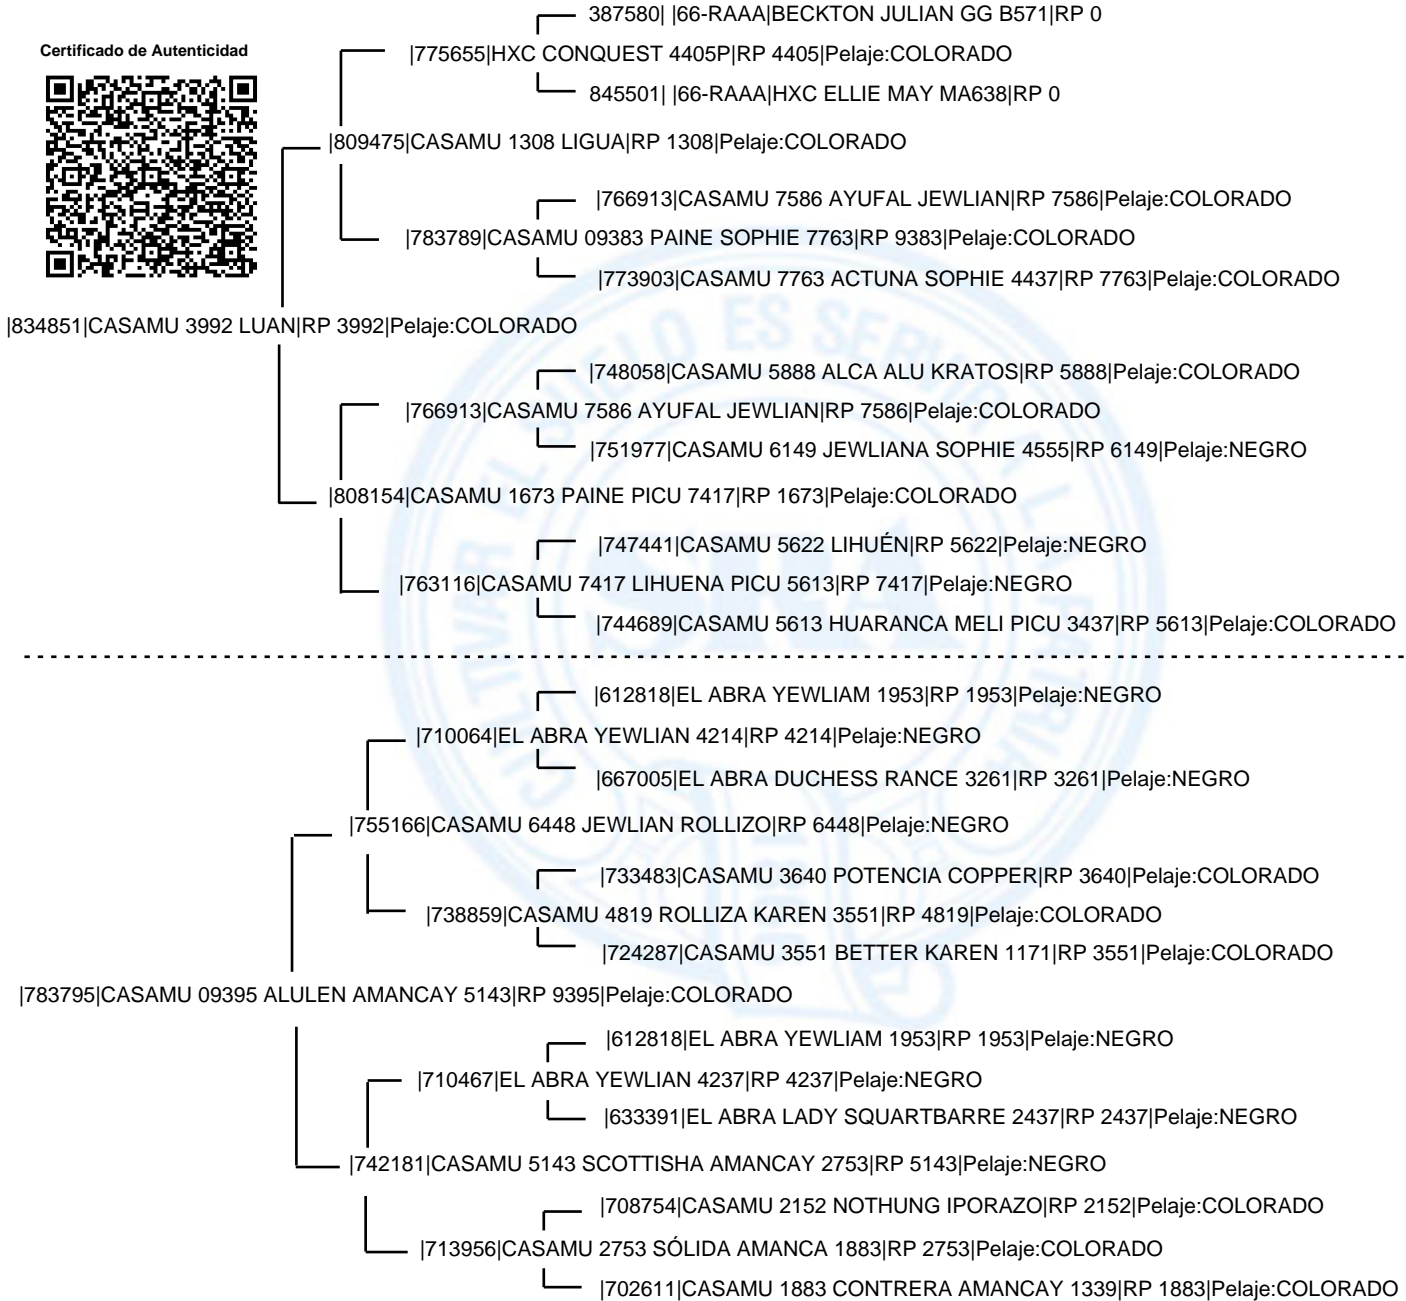 387580| |66-RAAA|BECKTON JULIAN GG B571|RP 0
Certificado de Autenticidad
|775655|HXC CONQUEST 4405P|RP 4405|Pelaje:COLORADO
845501| |66-RAAA|HXC ELLIE MAY MA638|RP 0
|809475|CASAMU 1308 LIGUA|RP 1308|Pelaje:COLORADO
|766913|CASAMU 7586 AYUFAL JEWLIAN|RP 7586|Pelaje:COLORADO
|783789|CASAMU 09383 PAINE SOPHIE 7763|RP 9383|Pelaje:COLORADO
|773903|CASAMU 7763 ACTUNA SOPHIE 4437|RP 7763|Pelaje:COLORADO
|834851|CASAMU 3992 LUAN|RP 3992|Pelaje:COLORADO
|748058|CASAMU 5888 ALCA ALU KRATOS|RP 5888|Pelaje:COLORADO
|766913|CASAMU 7586 AYUFAL JEWLIAN|RP 7586|Pelaje:COLORADO
|751977|CASAMU 6149 JEWLIANA SOPHIE 4555|RP 6149|Pelaje:NEGRO
|808154|CASAMU 1673 PAINE PICU 7417|RP 1673|Pelaje:COLORADO
|747441|CASAMU 5622 LIHUÉN|RP 5622|Pelaje:NEGRO
|763116|CASAMU 7417 LIHUENA PICU 5613|RP 7417|Pelaje:NEGRO
|744689|CASAMU 5613 HUARANCA MELI PICU 3437|RP 5613|Pelaje:COLORADO
|612818|EL ABRA YEWLIAM 1953|RP 1953|Pelaje:NEGRO
|710064|EL ABRA YEWLIAN 4214|RP 4214|Pelaje:NEGRO
|667005|EL ABRA DUCHESS RANCE 3261|RP 3261|Pelaje:NEGRO
|755166|CASAMU 6448 JEWLIAN ROLLIZO|RP 6448|Pelaje:NEGRO
|733483|CASAMU 3640 POTENCIA COPPER|RP 3640|Pelaje:COLORADO
|738859|CASAMU 4819 ROLLIZA KAREN 3551|RP 4819|Pelaje:COLORADO
|724287|CASAMU 3551 BETTER KAREN 1171|RP 3551|Pelaje:COLORADO
|783795|CASAMU 09395 ALULEN AMANCAY 5143|RP 9395|Pelaje:COLORADO
|612818|EL ABRA YEWLIAM 1953|RP 1953|Pelaje:NEGRO
|710467|EL ABRA YEWLIAN 4237|RP 4237|Pelaje:NEGRO
|633391|EL ABRA LADY SQUARTBARRE 2437|RP 2437|Pelaje:NEGRO
|742181|CASAMU 5143 SCOTTISHA AMANCAY 2753|RP 5143|Pelaje:NEGRO
|708754|CASAMU 2152 NOTHUNG IPORAZO|RP 2152|Pelaje:COLORADO
|713956|CASAMU 2753 SÓLIDA AMANCA 1883|RP 2753|Pelaje:COLORADO
|702611|CASAMU 1883 CONTRERA AMANCAY 1339|RP 1883|Pelaje:COLORADO
CULTIVAR EL SUELO ES SERVIR A LA PATRIA
SRA
1866